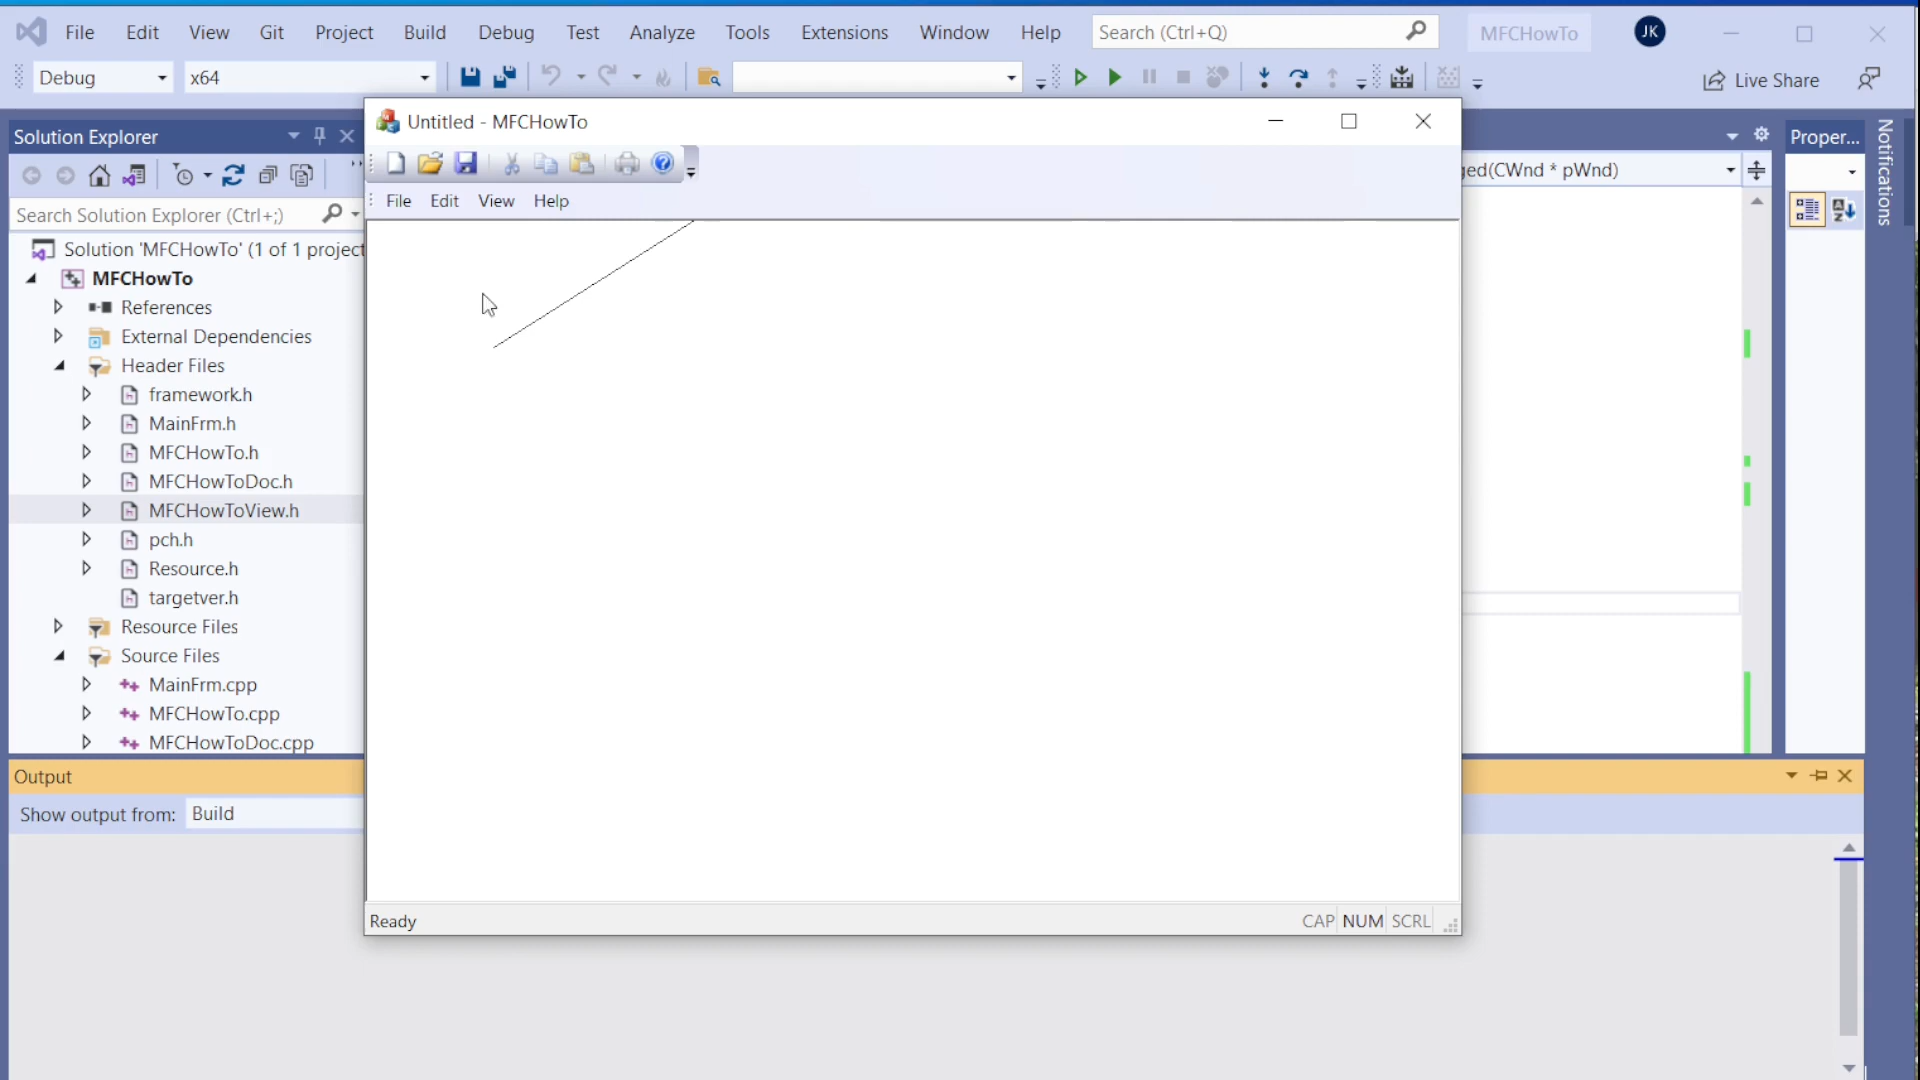 File Edit View Git Project Build Debug Test Analyze Tools Extensions Window Help Search (Ctrl+Q) MFCHowTo JK
Debug x64 Live Share
Solution Explorer
Untitled - MFCHowTo
Proper...
Notifications
ged(CWnd * pWnd)
File Edit View Help
Search Solution Explorer (Ctrl+;)
Solution 'MFCHowTo' (1 of 1 project
MFCHowTo
References
External Dependencies
Header Files
framework.h
MainFrm.h
MFCHowTo.h
MFCHowToDoc.h
MFCHowToView.h
pch.h
Resource.h
targetver.h
Resource Files
Source Files
MainFrm.cpp
MFCHowTo.cpp
MFCHowToDoc.cpp
Output
Show output from: Build
Ready CAP NUM SCRL